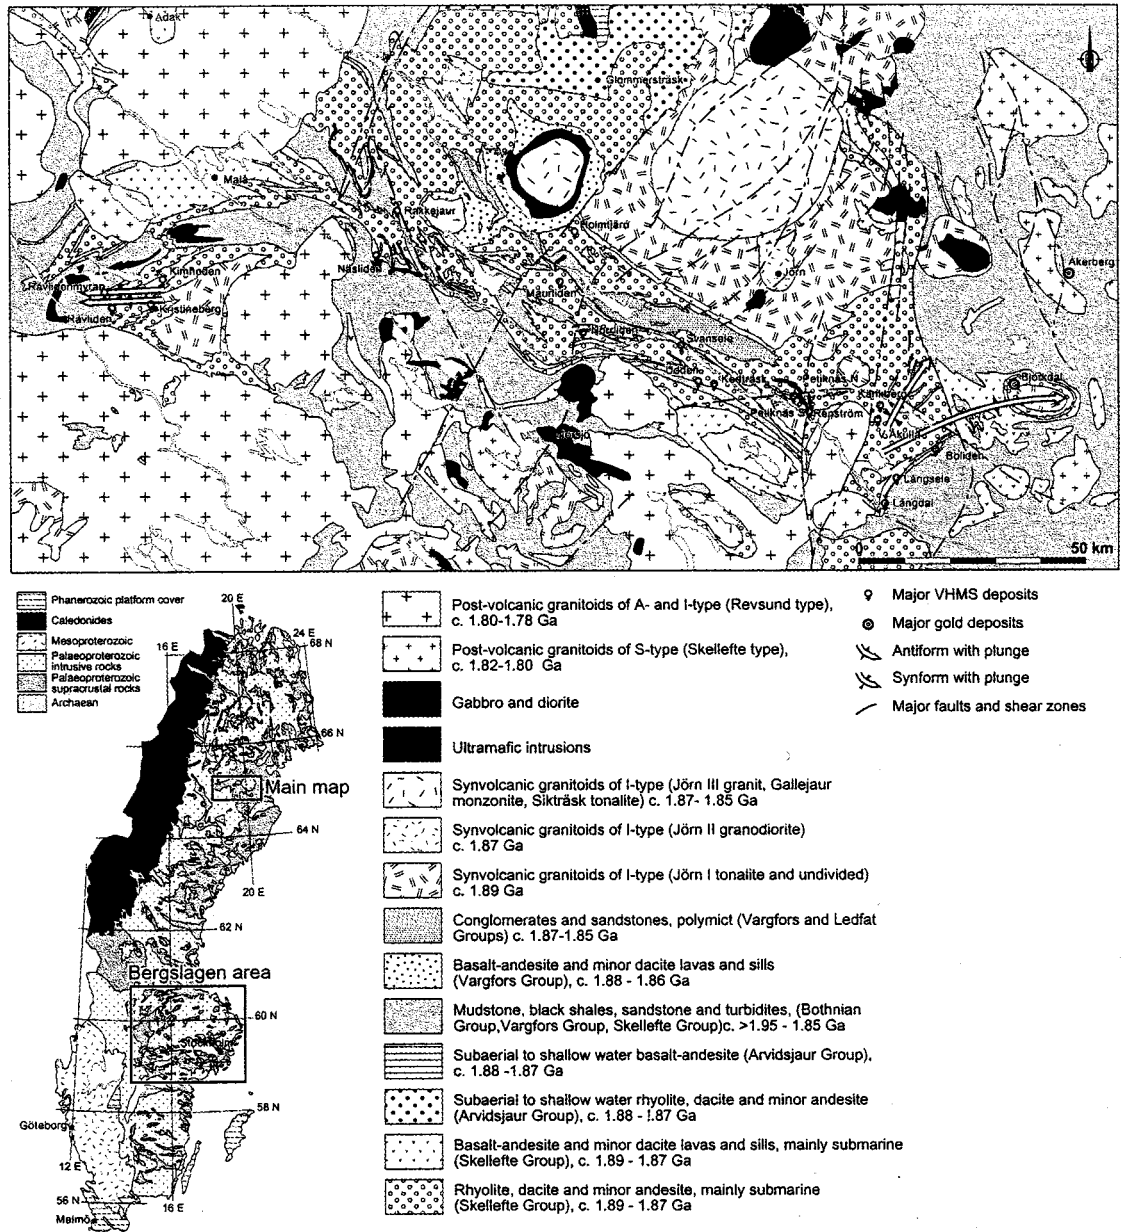 Adak
Glommersträsk
Malå
Rakkejaur
Holmtjärn
Kimheden
Näsliden
Åkerberg
Jörn
Rävlidenmyran
Maurliden
Kristineberg
Rävliden
Norrliden
Svansele
Kedträsk
Petiknäs N
Björkdal
Petiknäs S
Renström
Åkulla
Boliden
Långsele
Långdal
0
50 km
Phanerozoic platform cover
Caledonides
Mesoproterozoic
Palaeoproterozoic
intrusive rocks
Palaeoproterozoic
supracrustal rocks
Archaean
20 E
24 E
16 E
68 N
66 N
Main map
64 N
20 E
62 N
Bergslagen area
60 N
Stockholm
58 N
Göteborg
12 E
56 N
16 E
Malmö
Post-volcanic granitoids of A- and I-type (Revsund type),
c. 1.80-1.78 Ga
Post-volcanic granitoids of S-type (Skellefte type),
c. 1.82-1.80 Ga
Gabbro and diorite
Ultramafic intrusions
Synvolcanic granitoids of I-type (Jörn III granit, Gallejaur
monzonite, Sikträsk tonalite) c. 1.87- 1.85 Ga
Synvolcanic granitoids of I-type (Jörn II granodiorite)
c. 1.87 Ga
Synvolcanic granitoids of I-type (Jörn I tonalite and undivided)
c. 1.89 Ga
Conglomerates and sandstones, polymict (Vargfors and Ledfat
Groups) c. 1.87-1.85 Ga
Basalt-andesite and minor dacite lavas and sills
(Vargfors Group), c. 1.88 - 1.86 Ga
Mudstone, black shales, sandstone and turbidites, (Bothnian
Group,Vargfors Group, Skellefte Group)c. >1.95 - 1.85 Ga
Subaerial to shallow water basalt-andesite (Arvidsjaur Group),
c. 1.88 -1.87 Ga
Subaerial to shallow water rhyolite, dacite and minor andesite
(Arvidsjaur Group), c. 1.88 - 1.87 Ga
Basalt-andesite and minor dacite lavas and sills, mainly submarine
(Skellefte Group), c. 1.89 - 1.87 Ga
Rhyolite, dacite and minor andesite, mainly submarine
(Skellefte Group), c. 1.89 - 1.87 Ga
Major VHMS deposits
Major gold deposits
Antiform with plunge
Synform with plunge
Major faults and shear zones